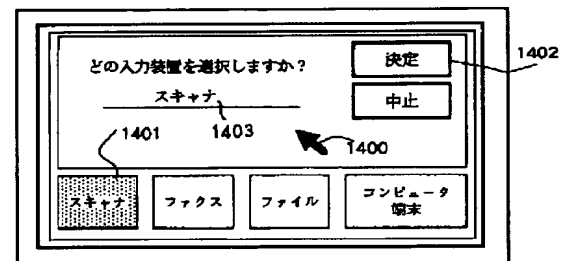 どの入力装置を選択しますか？
スキャナ
決定
中止
1402
1401
1403
1400
スキャナ
ファクス
ファイル
コンピュータ
端末